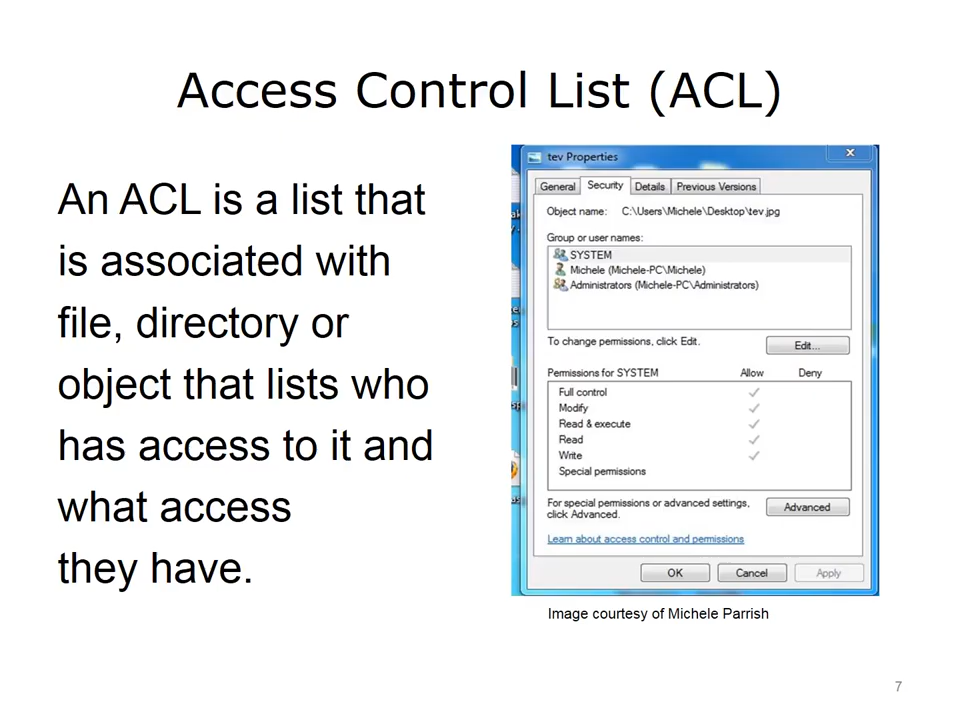 Access Control List (ACL)
An ACL is a list that
is associated with
file, directory or
object that lists who
has access to it and
what access
they have.
tev Properties
General Security Details Previous Versions
Object name: C:\Users\Michele\Desktop\tev.jpg
Group or user names:
SYSTEM
Michele (Michele-PC\Michele)
Administrators (Michele-PC\Administrators)
To change permissions, click Edit.
Edit...
Permissions for SYSTEM Allow Deny
Full control
Modify
Read & execute
Read
Write
Special permissions
For special permissions or advanced settings,
click Advanced.
Advanced
Learn about access control and permissions
OK Cancel Apply
Image courtesy of Michele Parrish
7